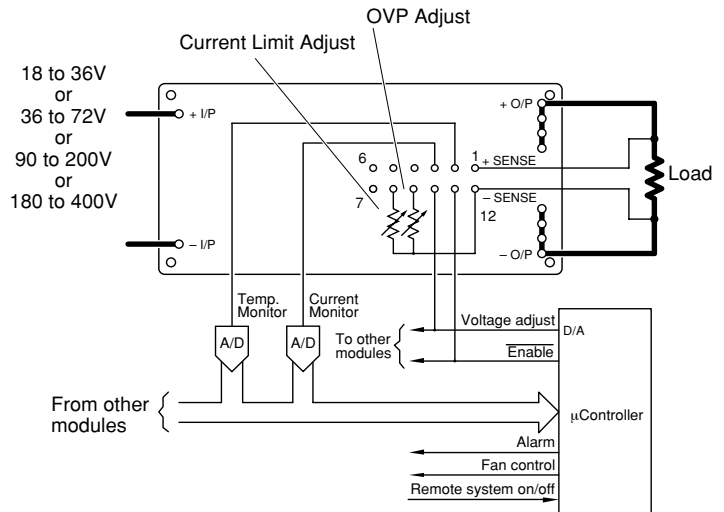 OVP Adjust
Current Limit Adjust
18 to 36V
or
36 to 72V
or
90 to 200V
or
180 to 400V
+ I/P
– I/P
+ O/P
– O/P
6
1
+ SENSE
– SENSE
7
12
Load
Temp.
Monitor
Current
Monitor
A/D
A/D
To other
modules
Voltage adjust
D/A
Enable
From other
modules
μController
Alarm
Fan control
Remote system on/off